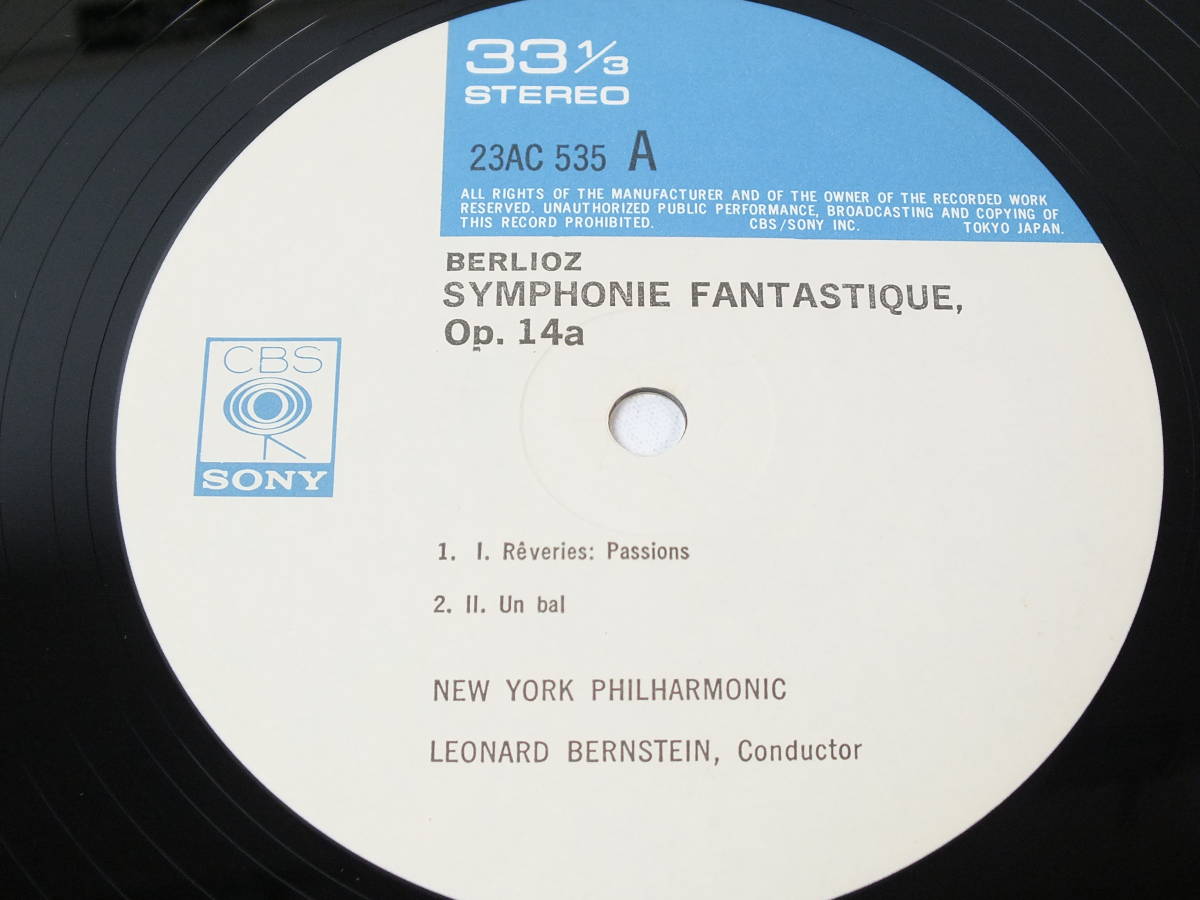 33 1/3
STEREO
23AC 535 A
ALL RIGHTS OF THE MANUFACTURER AND OF THE OWNER OF THE RECORDED WORK
RESERVED. UNAUTHORIZED PUBLIC PERFORMANCE, BROADCASTING AND COPYING OF
THIS RECORD PROHIBITED. CBS/SONY INC. TOKYO JAPAN.
BERLIOZ
SYMPHONIE FANTASTIQUE,
Op. 14a
CBS
SONY
1. I. Rêveries: Passions
2. II. Un bal
NEW YORK PHILHARMONIC
LEONARD BERNSTEIN, Conductor